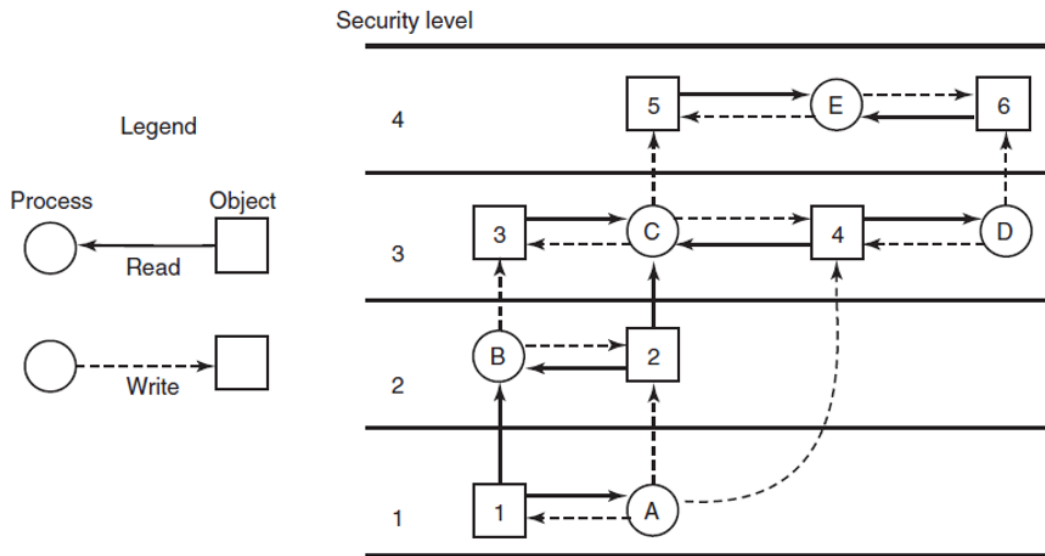 Security level
4
5
E
6
Legend
Process
Object
Read
3
3
C
4
D
Write
2
B
2
1
1
A